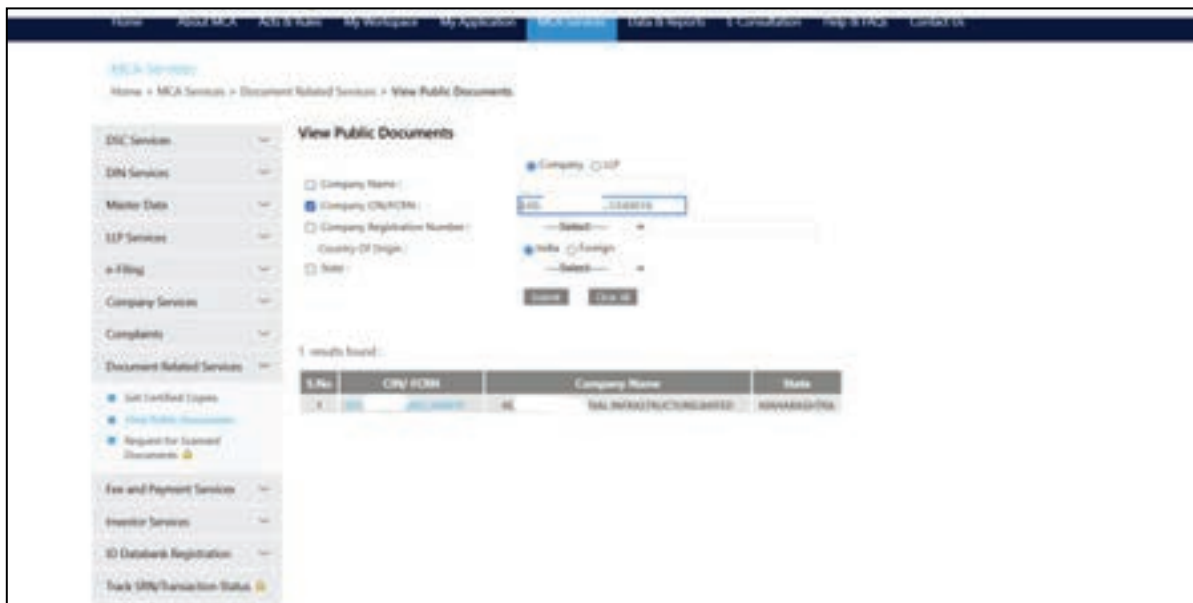 Home About MCA Acts & Rules My Workspace My Application MCA Services Data & Reports E-Consultation Help & FAQs Contact Us
MCA Services
Home > MCA Services > Document Related Services > View Public Documents
DSC Services
DIN Services
Master Data
LLP Services
e-Filing
Company Services
Complaints
Document Related Services
Get Certified Copies
View Public Documents
Request for Scanned
Documents
Fee and Payment Services
Investor Services
ID Databank Registration
Track SRN/Transaction Status
View Public Documents
Company LLP
Company Name :
Company CIN/FCRN :
Company Registration Number : ----Select----
Country Of Origin : India Foreign
State : ----Select----
Submit Clear All
1 results found :
S.No CIN/ FCRN Company Name State
1 MAHARASHTRA